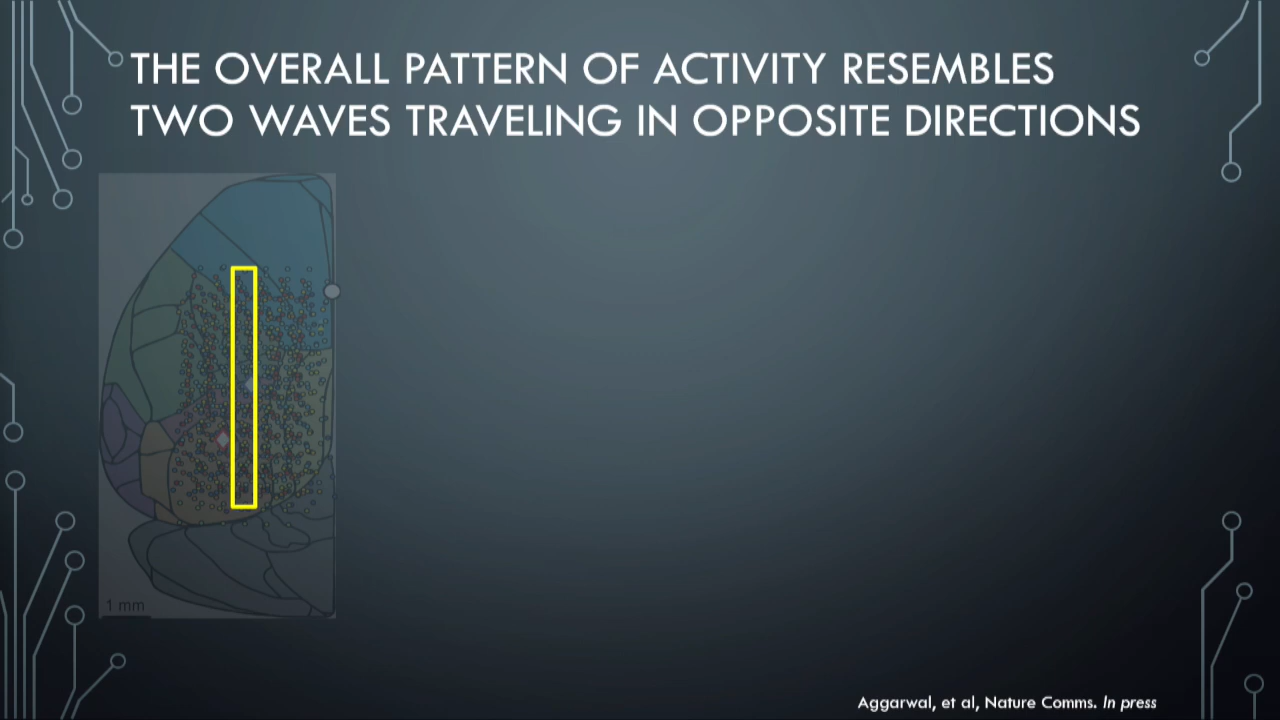 THE OVERALL PATTERN OF ACTIVITY RESEMBLES
TWO WAVES TRAVELING IN OPPOSITE DIRECTIONS
1 mm
Aggarwal, et al, Nature Comms. In press